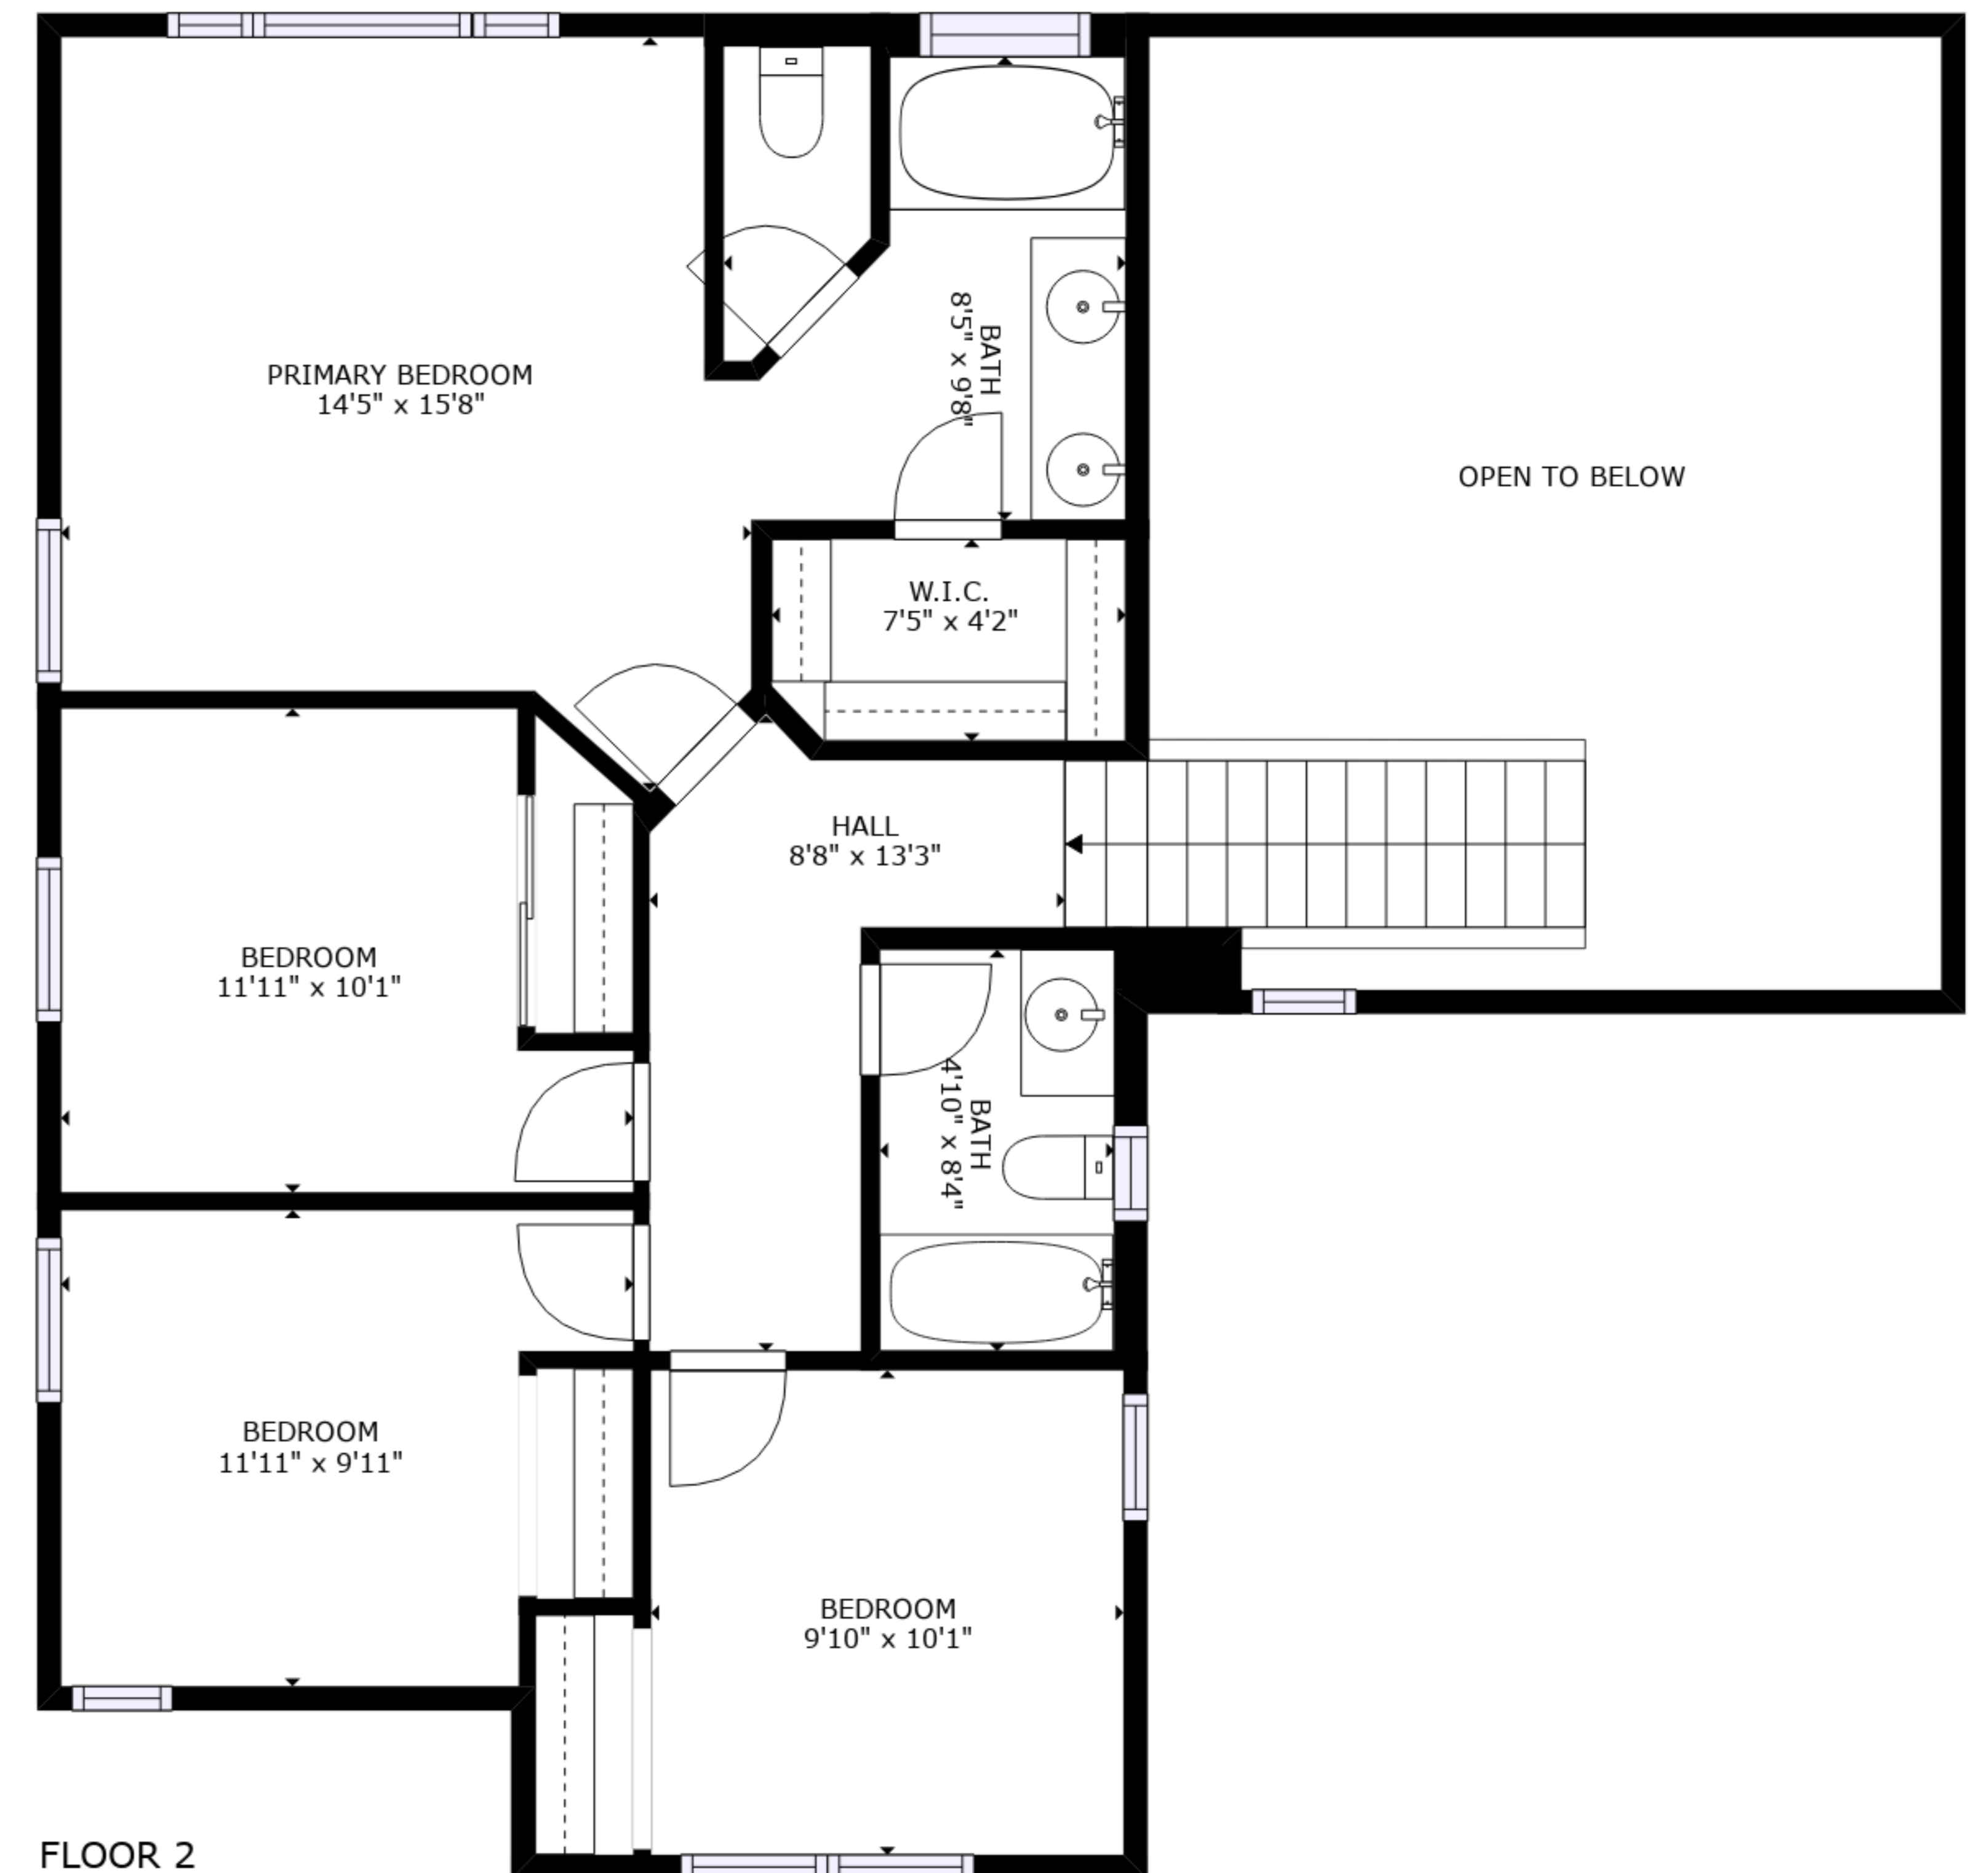 PRIMARY BEDROOM
14'5" x 15'8"
BATH
8'5" x 9'8"
OPEN TO BELOW
W.I.C.
7'5" x 4'2"
HALL
8'8" x 13'3"
BEDROOM
11'11" x 10'1"
BATH
4'10" x 8'4"
BEDROOM
11'11" x 9'11"
BEDROOM
9'10" x 10'1"
FLOOR 2